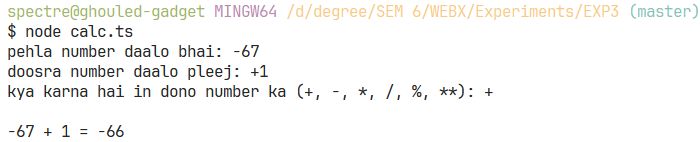 spectre@ghouled-gadget MINGW64 /d/degree/SEM 6/WEBX/Experiments/EXP3 (master)
$ node calc.ts
pehla number daalo bhai: -67
doosra number daalo pleej: +1
kya karna hai in dono number ka (+, -, *, /, %, **): +
-67 + 1 = -66